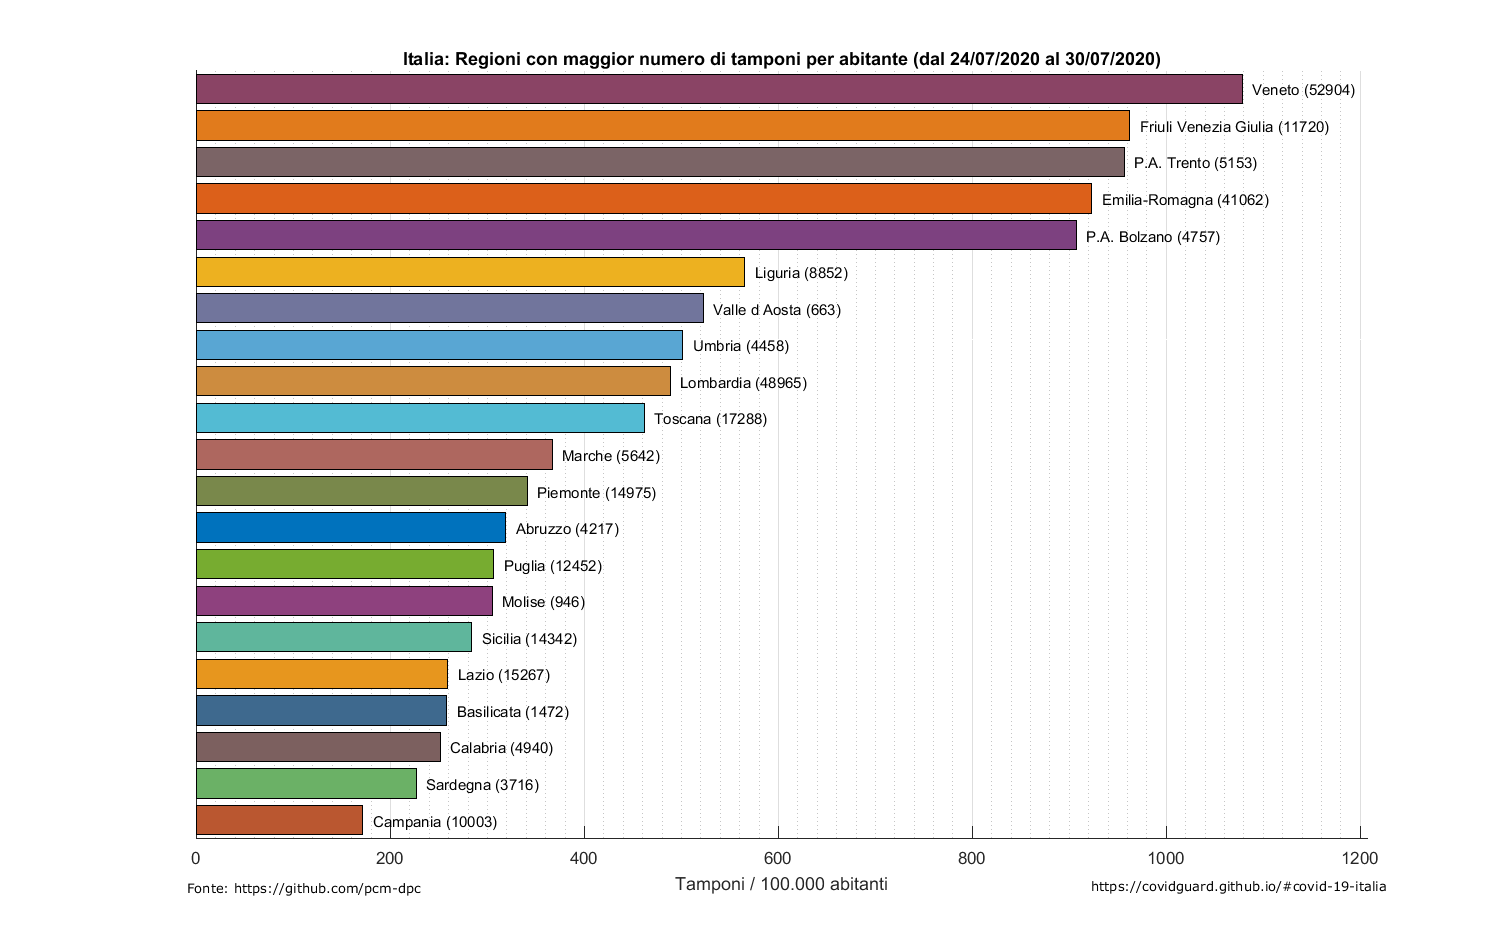 Italia: Regioni con maggior numero di tamponi per abitante (dal 24/07/2020 al 30/07/2020)
Veneto (52904)
Friuli Venezia Giulia (11720)
P.A. Trento (5153)
Emilia-Romagna (41062)
P.A. Bolzano (4757)
Liguria (8852)
Valle d Aosta (663)
Umbria (4458)
Lombardia (48965)
Toscana (17288)
Marche (5642)
Piemonte (14975)
Abruzzo (4217)
Puglia (12452)
Molise (946)
Sicilia (14342)
Lazio (15267)
Basilicata (1472)
Calabria (4940)
Sardegna (3716)
Campania (10003)
0 200 400 600 800 1000 1200
Tamponi / 100.000 abitanti
Fonte: https://github.com/pcm-dpc
https://covidguard.github.io/#covid-19-italia